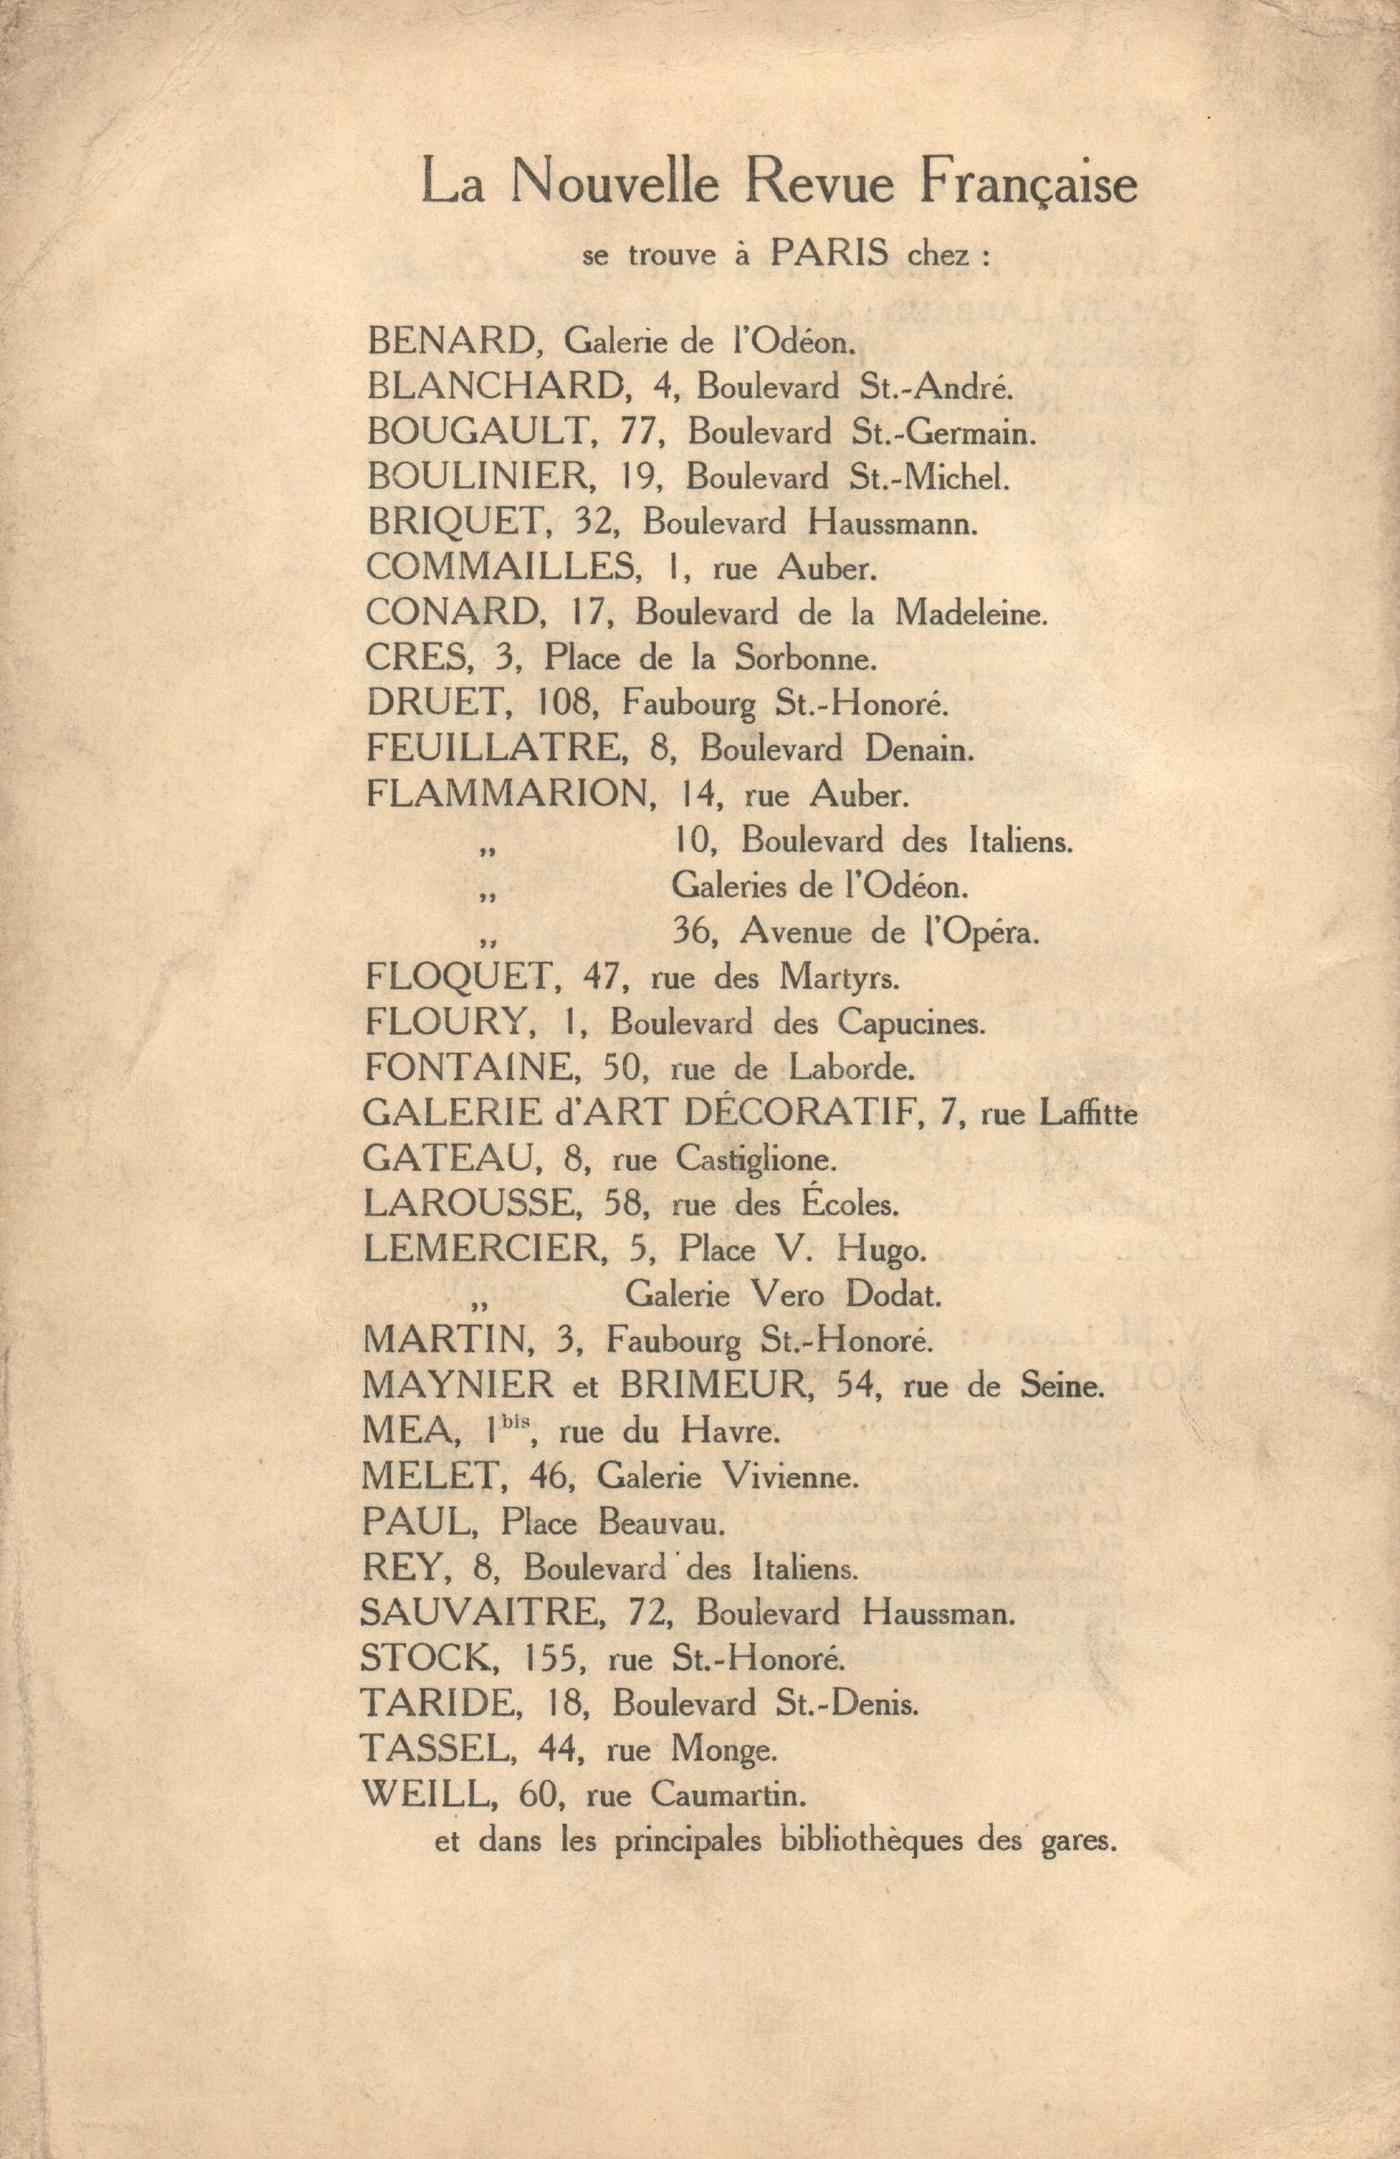 La Nouvelle Revue Française
se trouve à PARIS chez :
BENARD, Galerie de l'Odéon.
BLANCHARD, 4, Boulevard St.-André.
BOUGAULT, 77, Boulevard St.-Germain.
BOULINIER, 19, Boulevard St.-Michel.
BRIQUET, 32, Boulevard Haussmann.
COMMAILLES, 1, rue Auber.
CONARD, 17, Boulevard de la Madeleine.
CRES, 3, Place de la Sorbonne.
DRUET, 108, Faubourg St.-Honoré.
FEUILLATRE, 8, Boulevard Denain.
FLAMMARION, 14, rue Auber.
„ 10, Boulevard des Italiens.
„ Galeries de l'Odéon.
„ 36, Avenue de l'Opéra.
FLOQUET, 47, rue des Martyrs.
FLOURY, 1, Boulevard des Capucines.
FONTAINE, 50, rue de Laborde.
GALERIE d'ART DÉCORATIF, 7, rue Laffitte
GATEAU, 8, rue Castiglione.
LAROUSSE, 58, rue des Écoles.
LEMERCIER, 5, Place V. Hugo.
„ Galerie Vero Dodat.
MARTIN, 3, Faubourg St.-Honoré.
MAYNIER et BRIMEUR, 54, rue de Seine.
MEA, 1bis, rue du Havre.
MELET, 46, Galerie Vivienne.
PAUL, Place Beauvau.
REY, 8, Boulevard des Italiens.
SAUVAITRE, 72, Boulevard Haussman.
STOCK, 155, rue St.-Honoré.
TARIDE, 18, Boulevard St.-Denis.
TASSEL, 44, rue Monge.
WEILL, 60, rue Caumartin.
et dans les principales bibliothèques des gares.